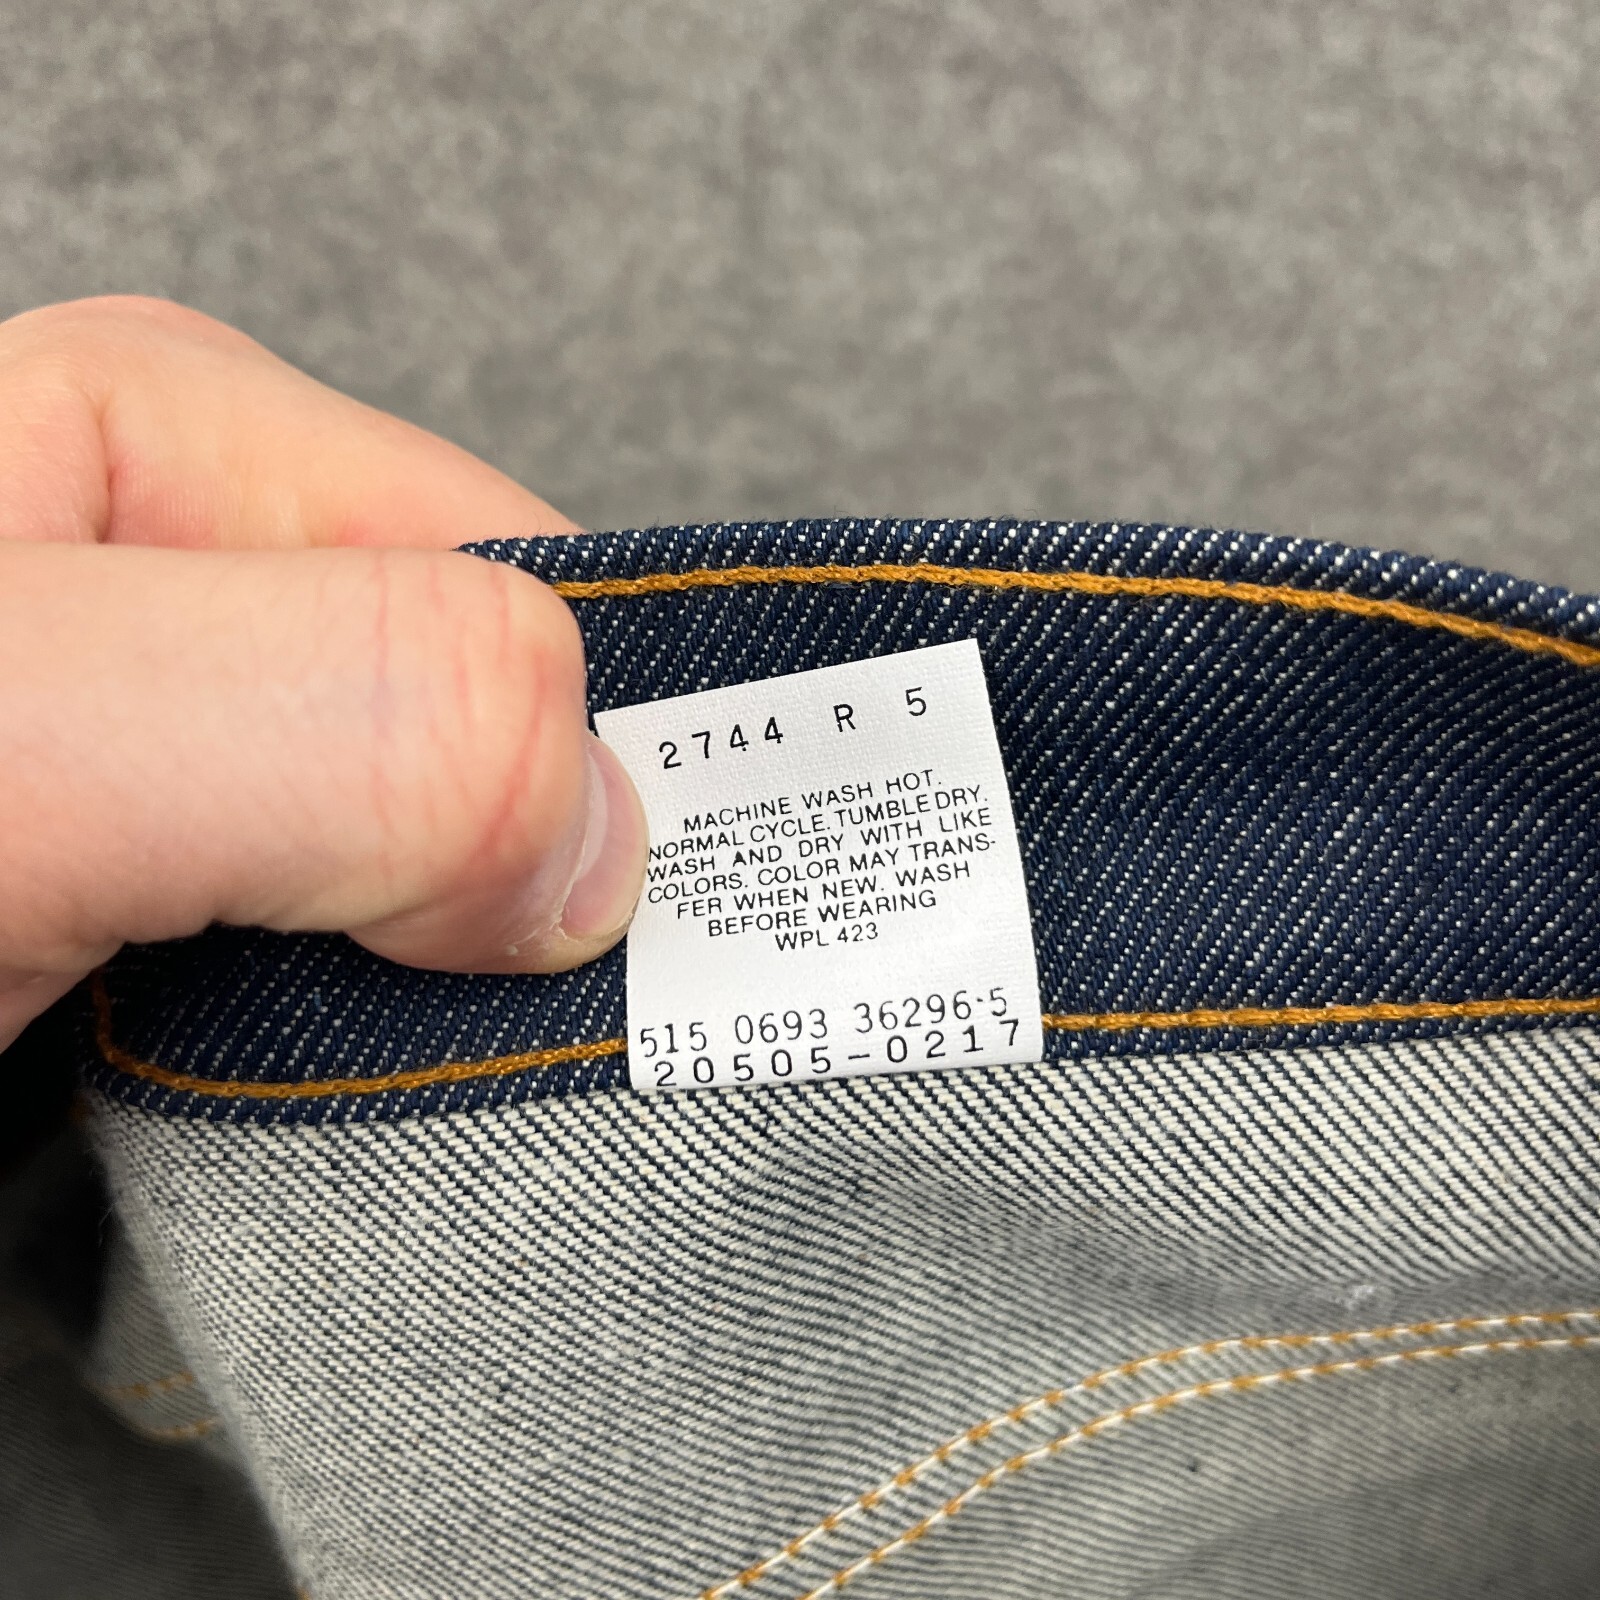 2744 R 5
MACHINE WASH HOT.
NORMAL CYCLE. TUMBLE DRY.
WASH AND DRY WITH LIKE
COLORS. COLOR MAY TRANS-
FER WHEN NEW. WASH
BEFORE WEARING
WPL 423
515 0693 36296-5
20505-0217